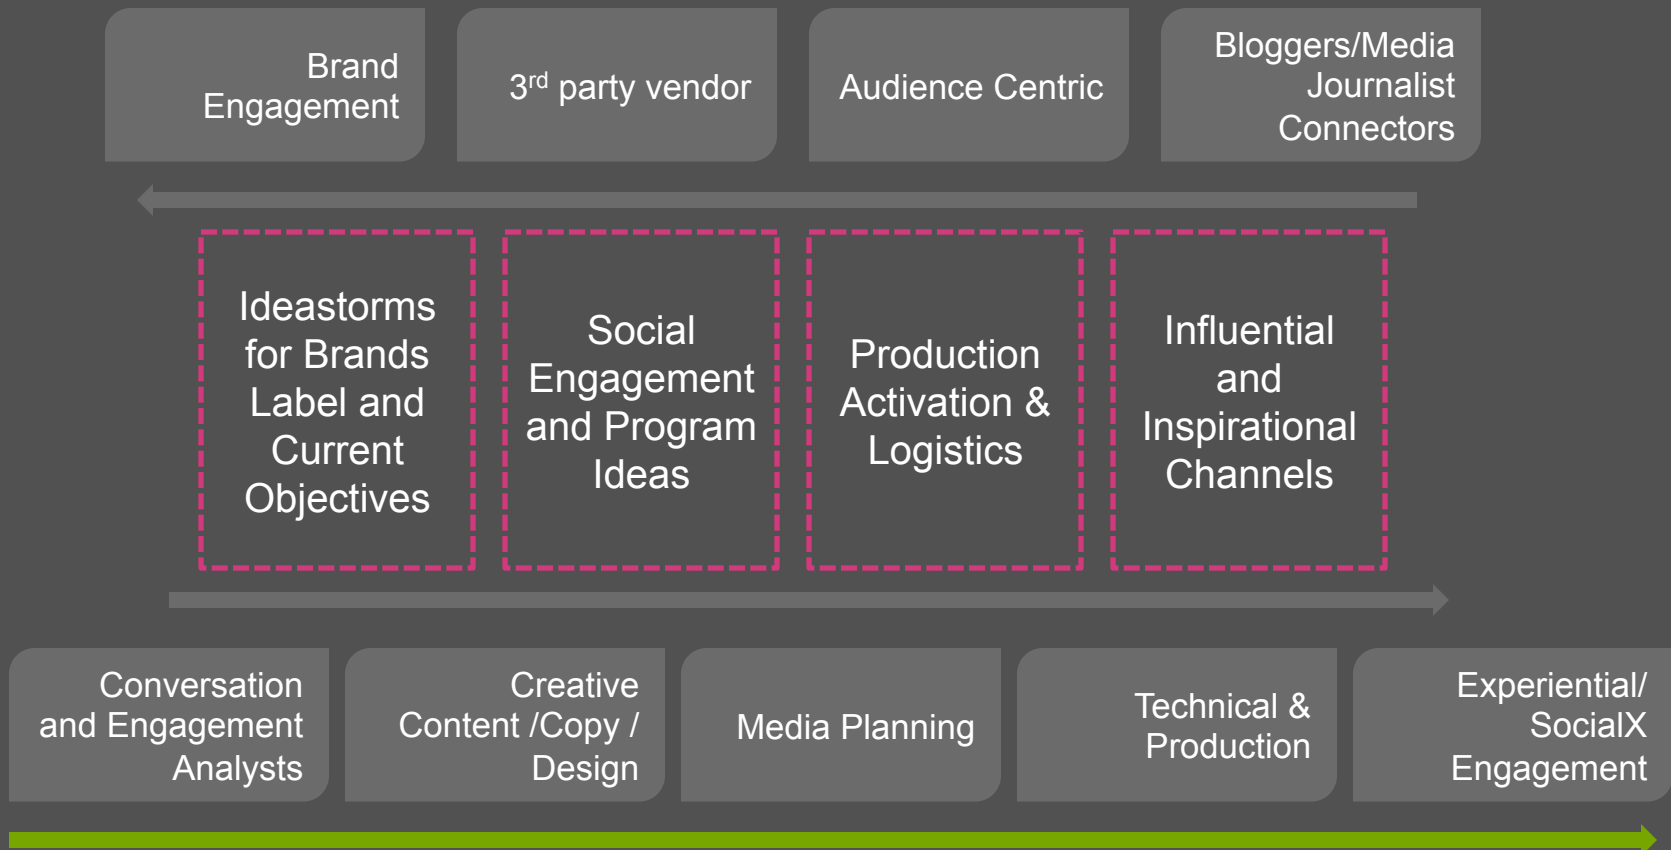 Brand
Engagement
3rd party vendor
Audience Centric
Bloggers/Media
Journalist
Connectors
Ideastorms
for Brands
Label and
Current
Objectives
Social
Engagement
and Program
Ideas
Production
Activation &
Logistics
Influential
and
Inspirational
Channels
Conversation
and Engagement
Analysts
Creative
Content /Copy /
Design
Media Planning
Technical &
Production
Experiential/
SocialX
Engagement